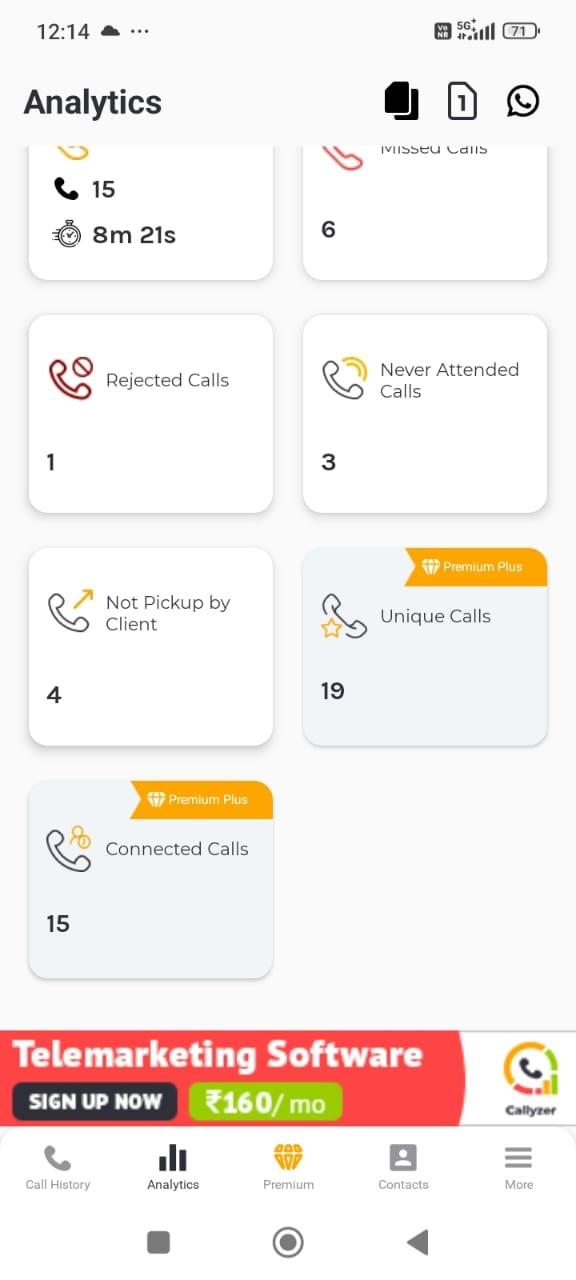 12:14
Vo
NR
5G+
71
Analytics
1
Missed Calls
15
8m 21s
6
Rejected Calls
1
Never Attended
Calls
3
Not Pickup by
Client
4
Premium Plus
Unique Calls
19
Premium Plus
Connected Calls
15
Telemarketing Software
SIGN UP NOW
₹160/ mo
Callyzer
Call History
Analytics
Premium
Contacts
More